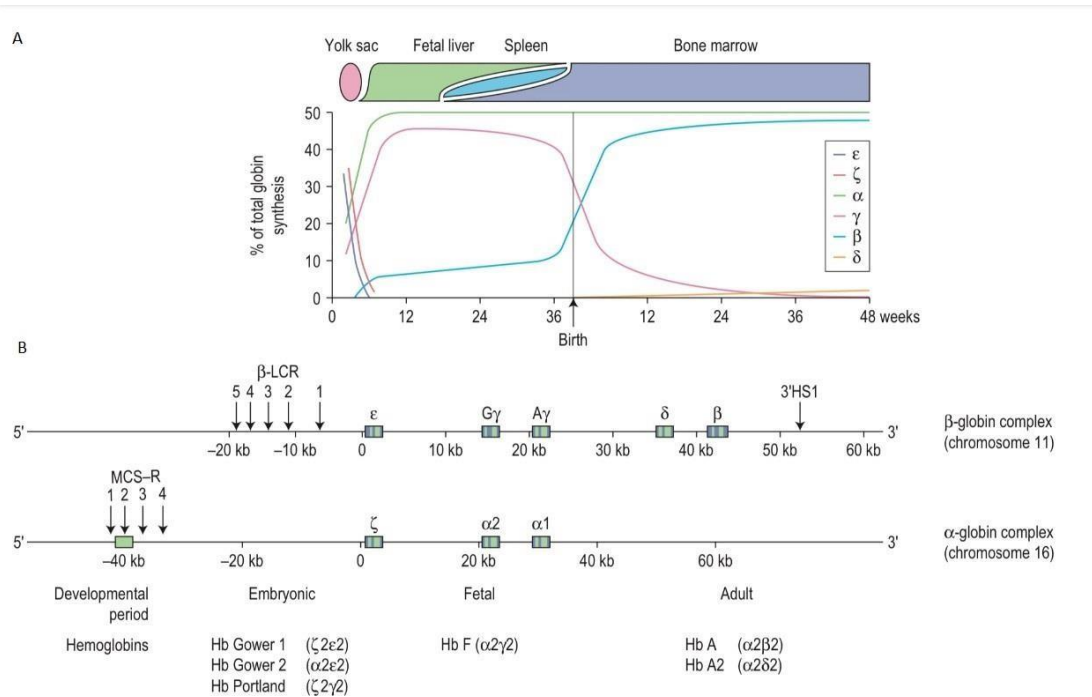 A
Yolk sac Fetal liver Spleen Bone marrow
50
40
30
20
10
0
% of total globin
synthesis
ε
ζ
α
γ
β
δ
0 12 24 36 12 24 36 48 weeks
Birth
B
β-LCR
5 4 3 2 1 ε Gγ Aγ δ β 3'HS1
5' 3'
–20 kb –10 kb 0 10 kb 20 kb 30 kb 40 kb 50 kb 60 kb
β-globin complex
(chromosome 11)
MCS–R
1 2 3 4 ζ α2 α1
5' 3'
–40 kb –20 kb 0 20 kb 40 kb 60 kb
α-globin complex
(chromosome 16)
Developmental
period
Embryonic Fetal Adult
Hemoglobins Hb Gower 1 (ζ2ε2) Hb F (α2γ2) Hb A (α2β2)
Hb Gower 2 (α2ε2) Hb A2 (α2δ2)
Hb Portland (ζ2γ2)